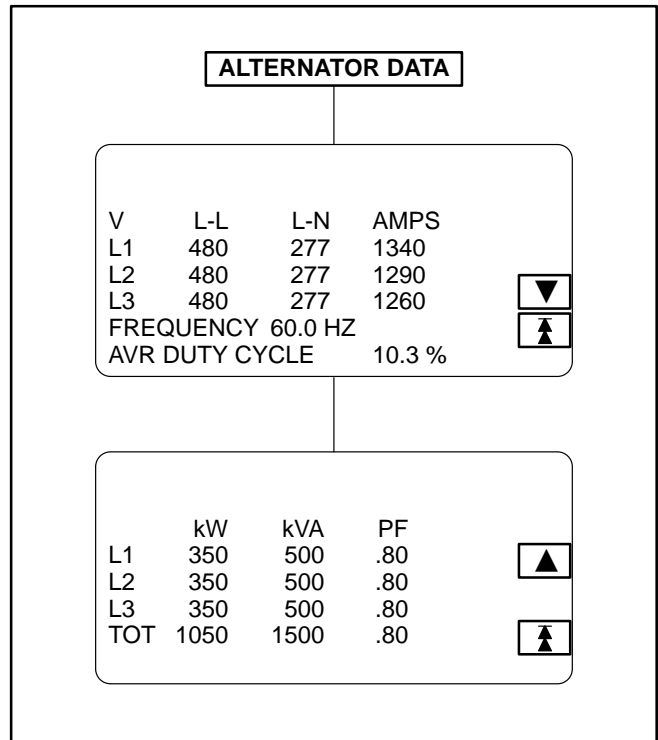 ALTERNATOR DATA
V L-L L-N AMPS
L1 480 277 1340
L2 480 277 1290
L3 480 277 1260
FREQUENCY 60.0 HZ
AVR DUTY CYCLE 10.3 %
kW kVA PF
L1 350 500 .80
L2 350 500 .80
L3 350 500 .80
TOT 1050 1500 .80